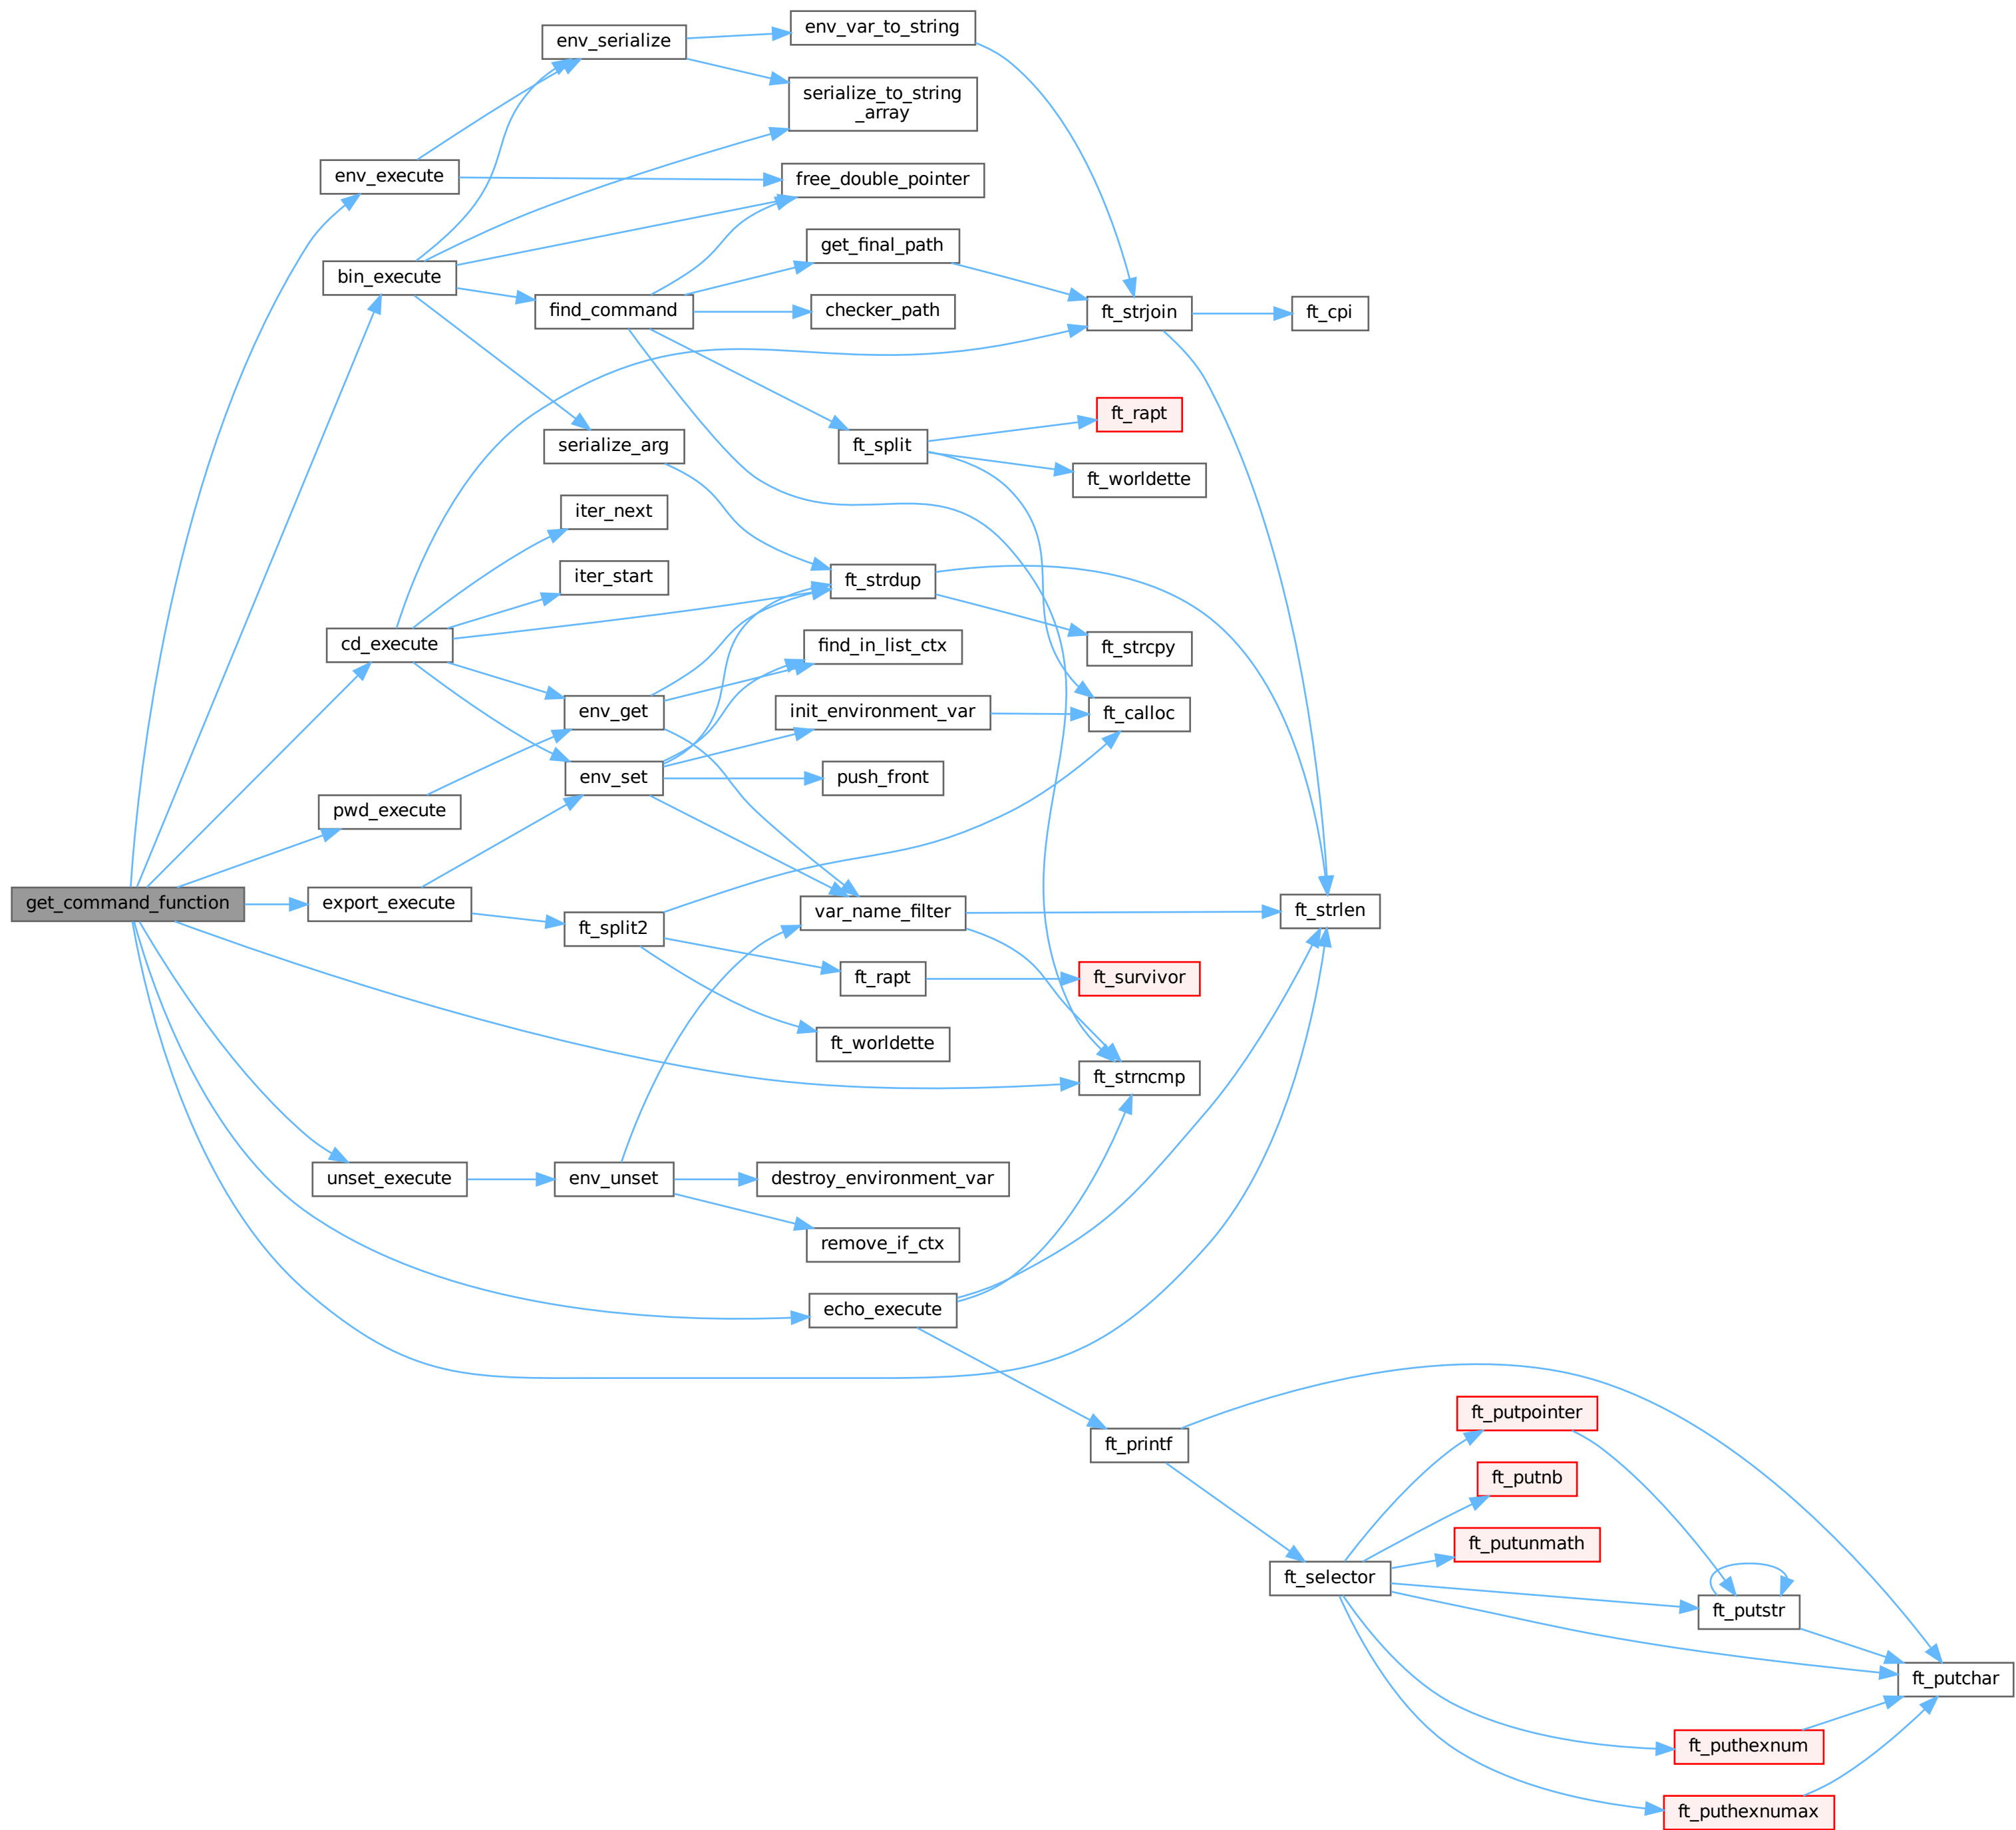 env_var_to_string
env_serialize
serialize_to_string
_array
env_execute
free_double_pointer
get_final_path
bin_execute
find_command
checker_path
ft_strjoin
ft_cpi
ft_rapt
serialize_arg
ft_split
ft_worldette
iter_next
iter_start
ft_strdup
cd_execute
find_in_list_ctx
ft_strcpy
env_get
init_environment_var
ft_calloc
env_set
push_front
pwd_execute
get_command_function
export_execute
ft_split2
var_name_filter
ft_strlen
ft_rapt
ft_survivor
ft_worldette
ft_strncmp
unset_execute
env_unset
destroy_environment_var
remove_if_ctx
echo_execute
ft_printf
ft_putpointer
ft_putnb
ft_putunmath
ft_selector
ft_putstr
ft_putchar
ft_puthexnum
ft_puthexnumax